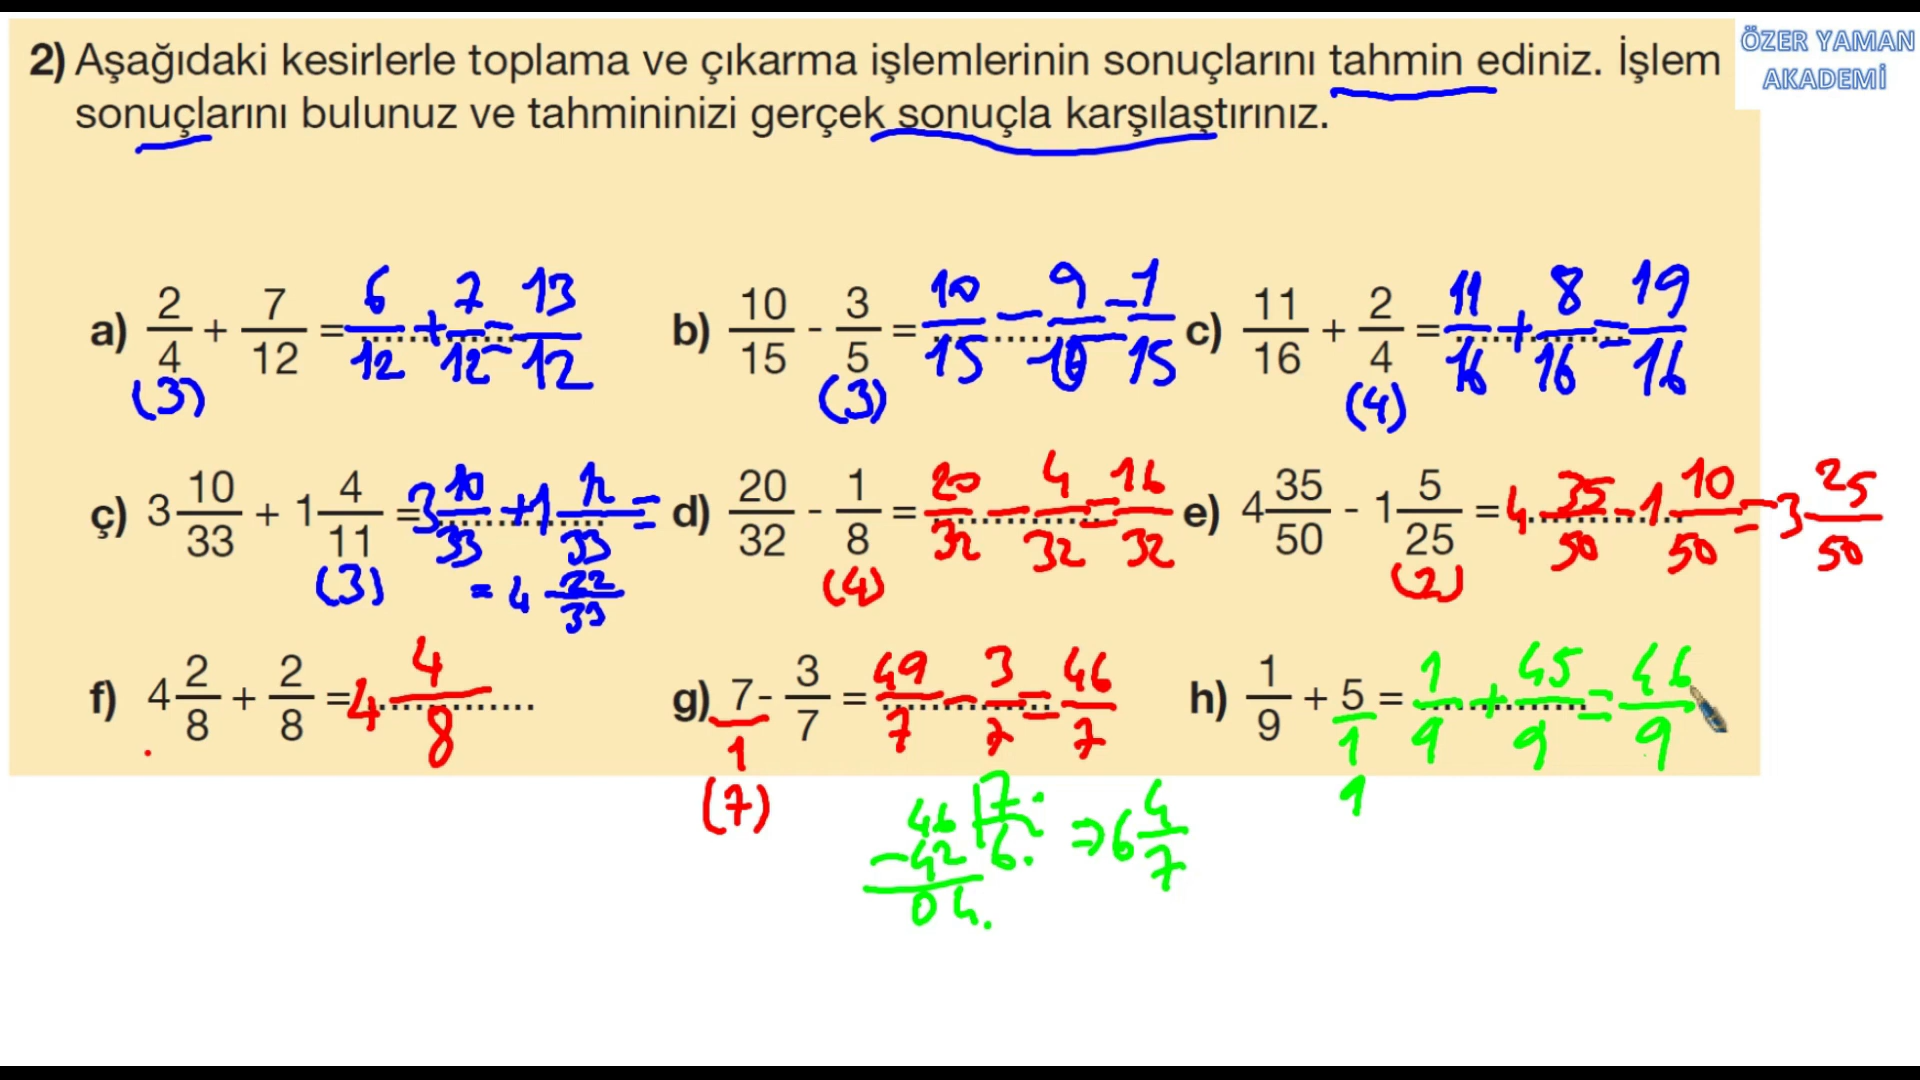 ÖZER YAMAN
AKADEMİ
2) Aşağıdaki kesirlerle toplama ve çıkarma işlemlerinin sonuçlarını tahmin ediniz. İşlem
sonuçlarını bulunuz ve tahmininizi gerçek sonuçla karşılaştırınız.
a) 2/4 + 7/12 = 6/12 + 7/12 = 13/12
(3)
b) 10/15 - 3/5 = 10/15 - 9/ = 1/15
(3)
c) 11/16 + 2/4 = 11/16 + 8/16 = 19/16
(4)
ç) 3 10/33 + 1 4/11 = 3 10/33 + 1 12/33 =
(3)
= 4 22/33
d) 20/32 - 1/8 = 20/32 - 4/32 = 16/32
(4)
e) 4 35/50 - 1 5/25 = 4 35/50 - 1 10/50 = 3 25/50
(2)
f) 4 2/8 + 2/8 = 4 4/8
g) 7/1 - 3/7 = 49/7 - 3/7 = 46/7
(7)
46 | 7
- 42 6
04
⇒ 6 4/7
h) 1/9 + 5/1 = 1/9 + 45/9 = 46/9
9